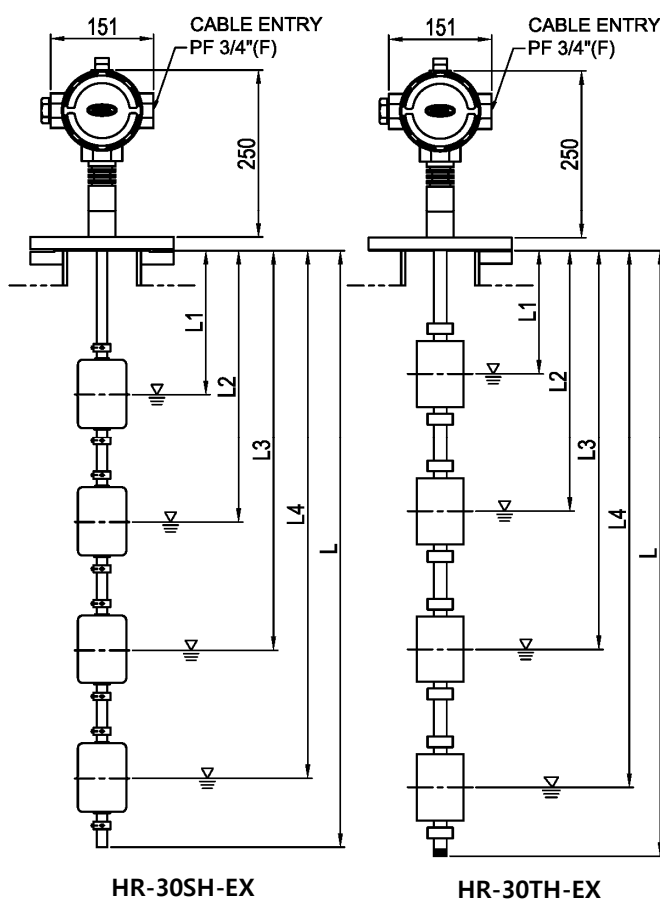 151
CABLE ENTRY
PF 3/4"(F)
250
L1
L2
L3
L4
L
HR-30SH-EX
151
CABLE ENTRY
PF 3/4"(F)
250
L1
L2
L3
L4
L
HR-30TH-EX